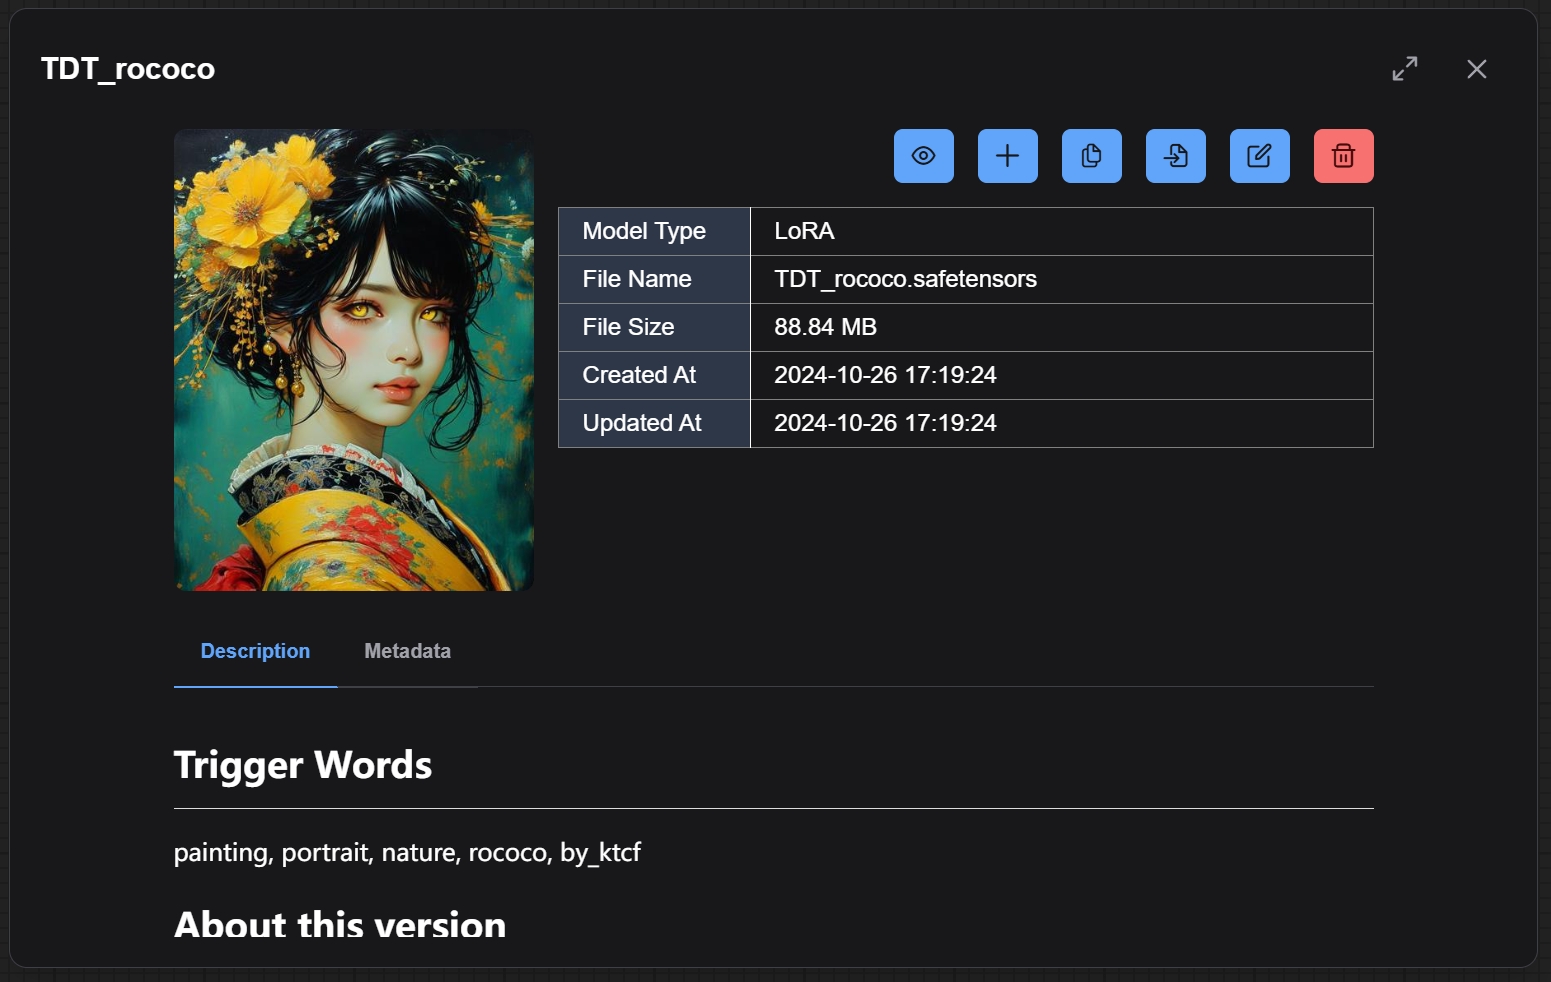 TDT_rococo
Model Type LoRA
File Name TDT_rococo.safetensors
File Size 88.84 MB
Created At 2024-10-26 17:19:24
Updated At 2024-10-26 17:19:24
Description Metadata
Trigger Words
painting, portrait, nature, rococo, by_ktcf
About this version